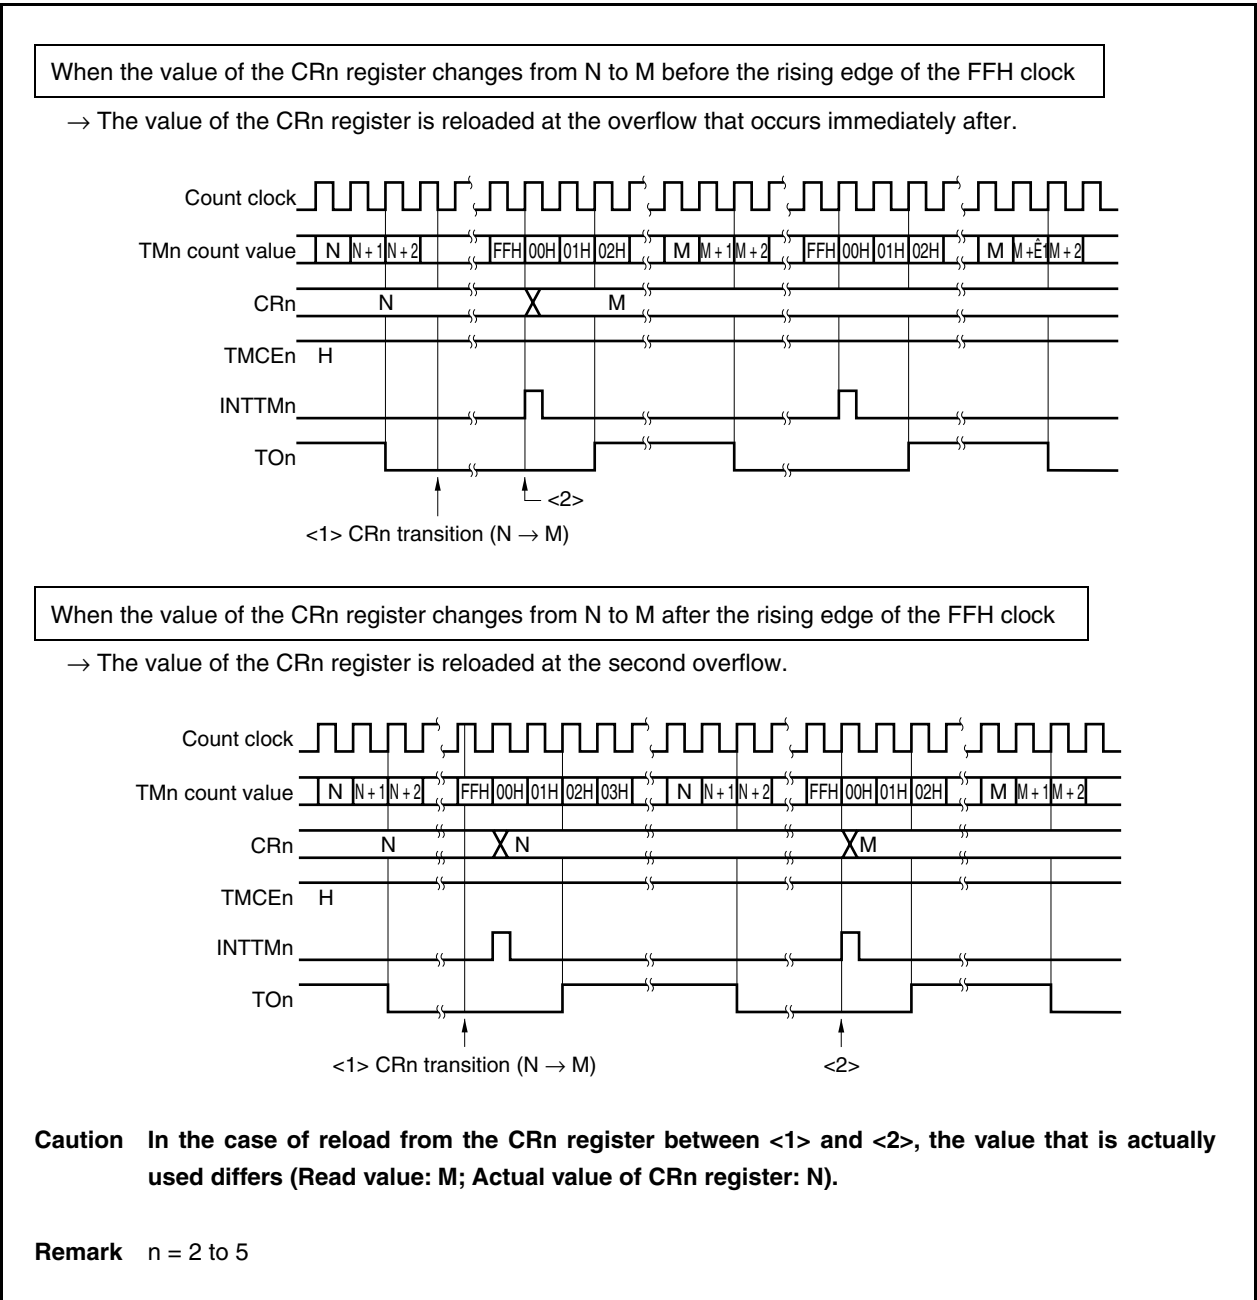 When the value of the CRn register changes from N to M before the rising edge of the FFH clock
→ The value of the CRn register is reloaded at the overflow that occurs immediately after.
Count clock
TMn count value N N + 1 N + 2 FFH 00H 01H 02H M M + 1 M + 2 FFH 00H 01H 02H M M +Ê1 M + 2
CRn N M
TMCEn H
INTTMn
TOn
<2>
<1> CRn transition (N → M)
When the value of the CRn register changes from N to M after the rising edge of the FFH clock
→ The value of the CRn register is reloaded at the second overflow.
Count clock
TMn count value N N + 1 N + 2 FFH 00H 01H 02H 03H N N + 1 N + 2 FFH 00H 01H 02H M M + 1 M + 2
CRn N N M
TMCEn H
INTTMn
TOn
<1> CRn transition (N → M) <2>
Caution In the case of reload from the CRn register between <1> and <2>, the value that is actually
used differs (Read value: M; Actual value of CRn register: N).
Remark n = 2 to 5